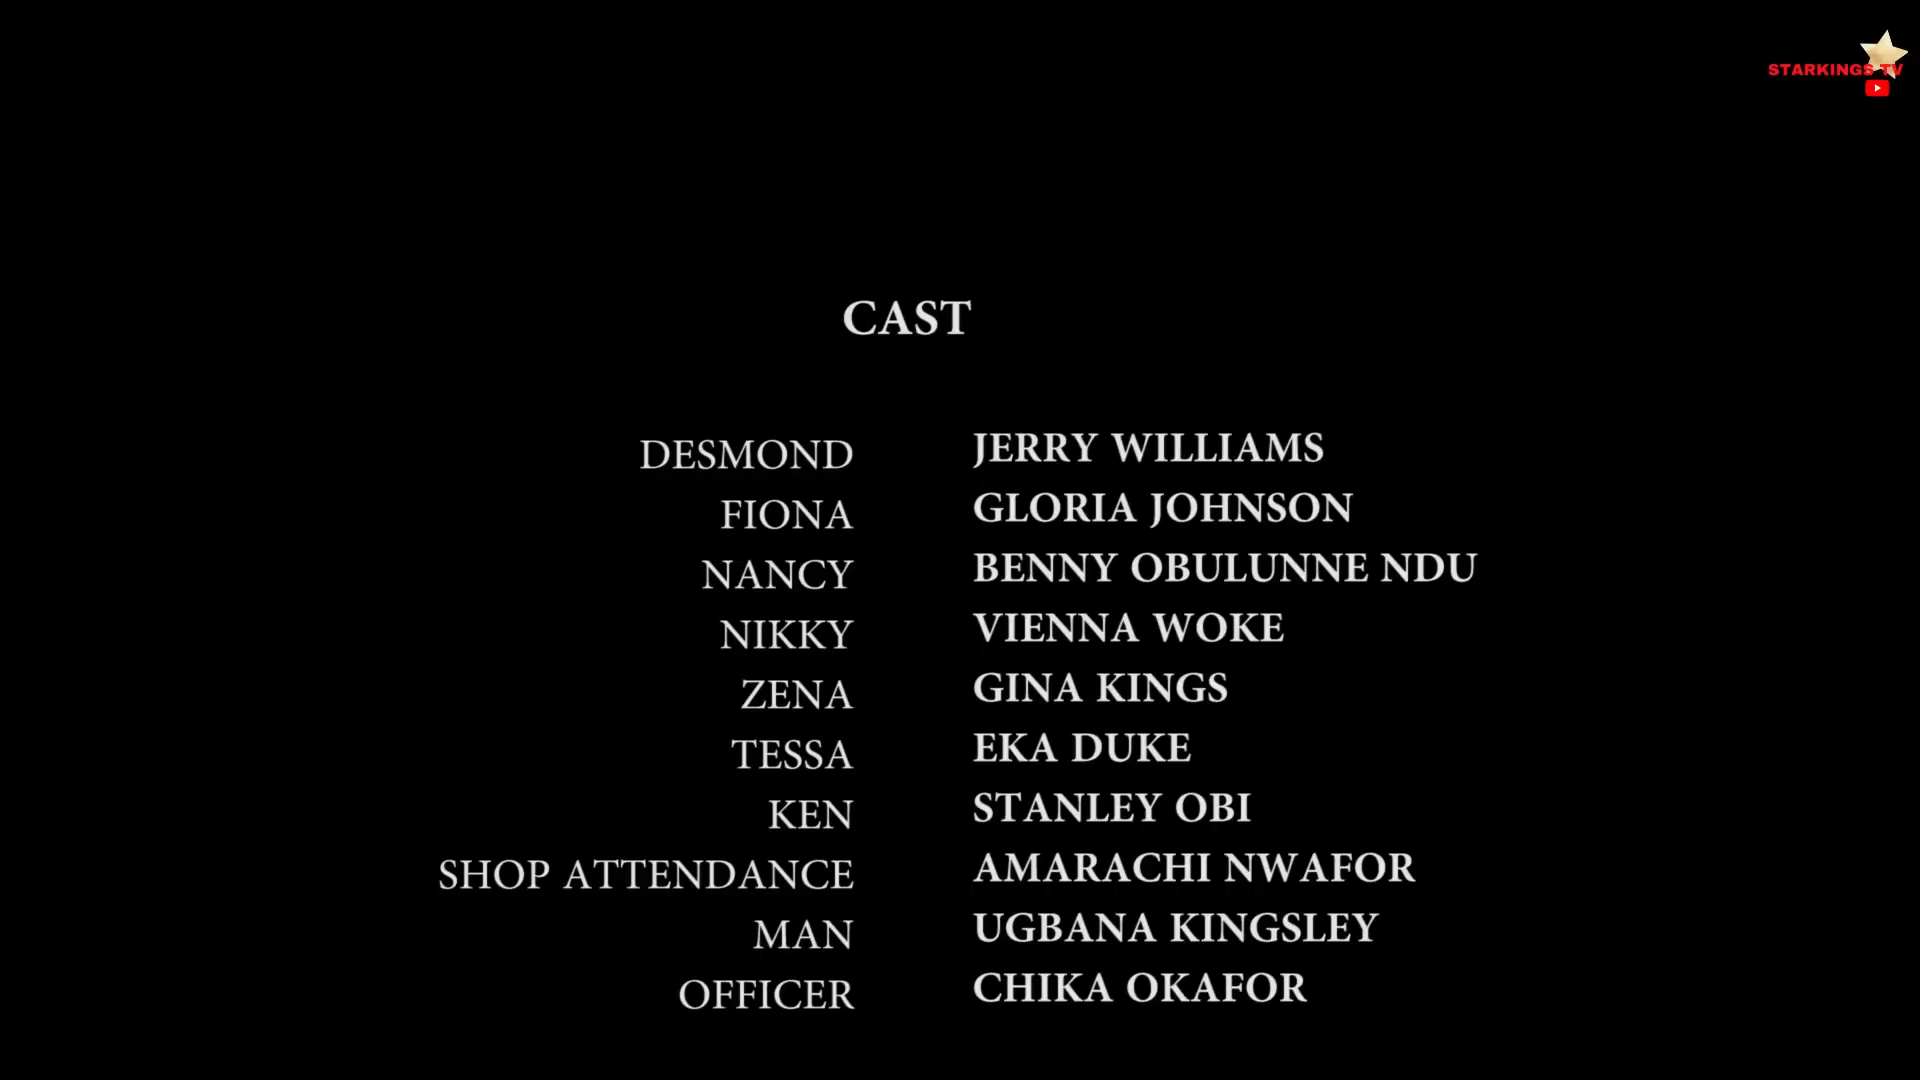 STARKINGS TV
CAST
DESMOND JERRY WILLIAMS
FIONA GLORIA JOHNSON
NANCY BENNY OBULUNNE NDU
NIKKY VIENNA WOKE
ZENA GINA KINGS
TESSA EKA DUKE
KEN STANLEY OBI
SHOP ATTENDANCE AMARACHI NWAFOR
MAN UGBANA KINGSLEY
OFFICER CHIKA OKAFOR